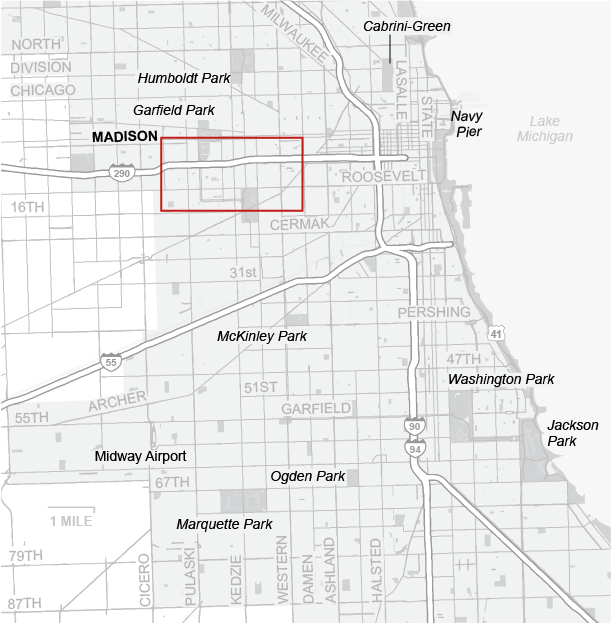 Cabrini-Green
MILWAUKEE
NORTH
DIVISION
CHICAGO
Humboldt Park
LASALLE
STATE
Garfield Park
Navy
Pier
Lake
Michigan
MADISON
290
ROOSEVELT
16TH
CERMAK
31st
PERSHING
McKinley Park
41
55
47TH
Washington Park
51ST
ARCHER
GARFIELD
55TH
90
Jackson
Park
94
Midway Airport
Ogden Park
67TH
1 MILE
Marquette Park
79TH
CICERO
PULASKI
KEDZIE
WESTERN
DAMEN
ASHLAND
HALSTED
87TH